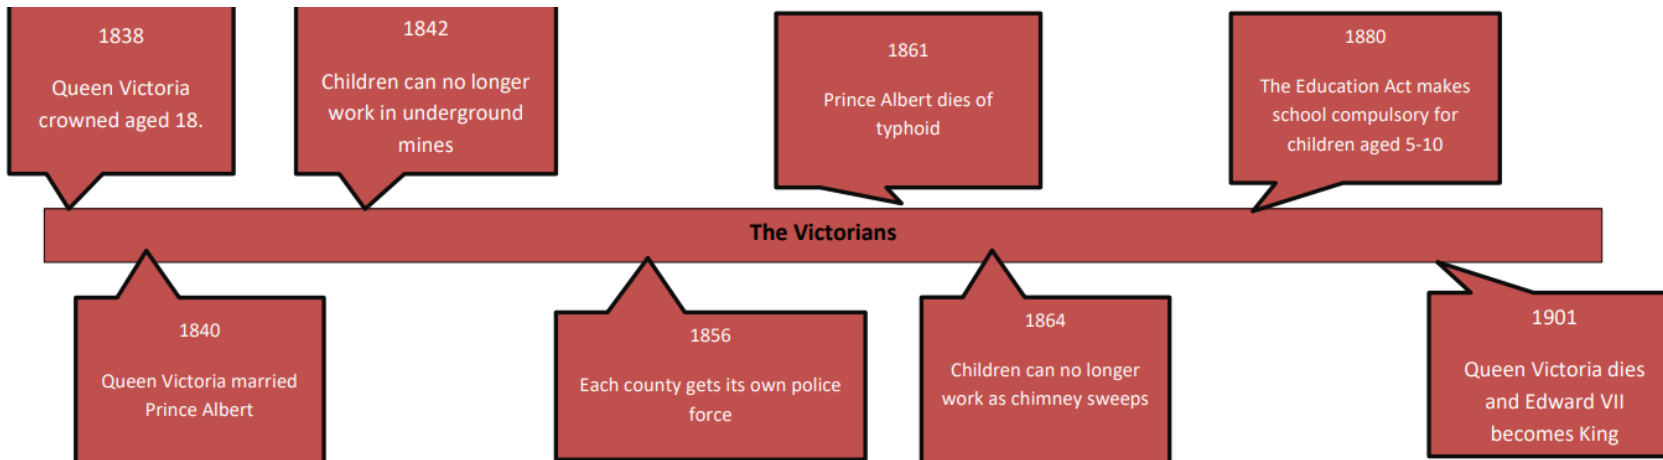 1838
Queen Victoria
crowned aged 18.
1842
Children can no longer
work in underground
mines
1861
Prince Albert dies of
typhoid
1880
The Education Act makes
school compulsory for
children aged 5-10
The Victorians
1840
Queen Victoria married
Prince Albert
1856
Each county gets its own police
force
1864
Children can no longer
work as chimney sweeps
1901
Queen Victoria dies
and Edward VII
becomes King